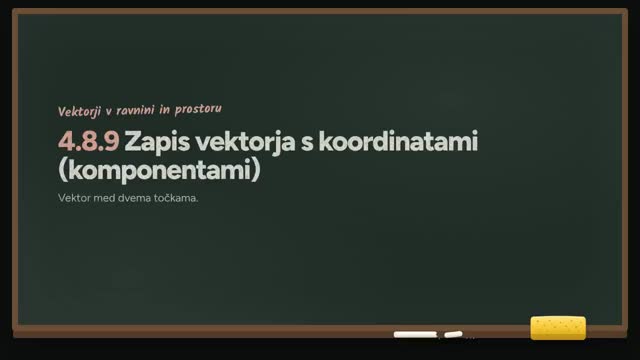 Vektorji v ravnini in prostoru
4.8.9 Zapis vektorja s koordinatami
(komponentami)
Vektor med dvema točkama.